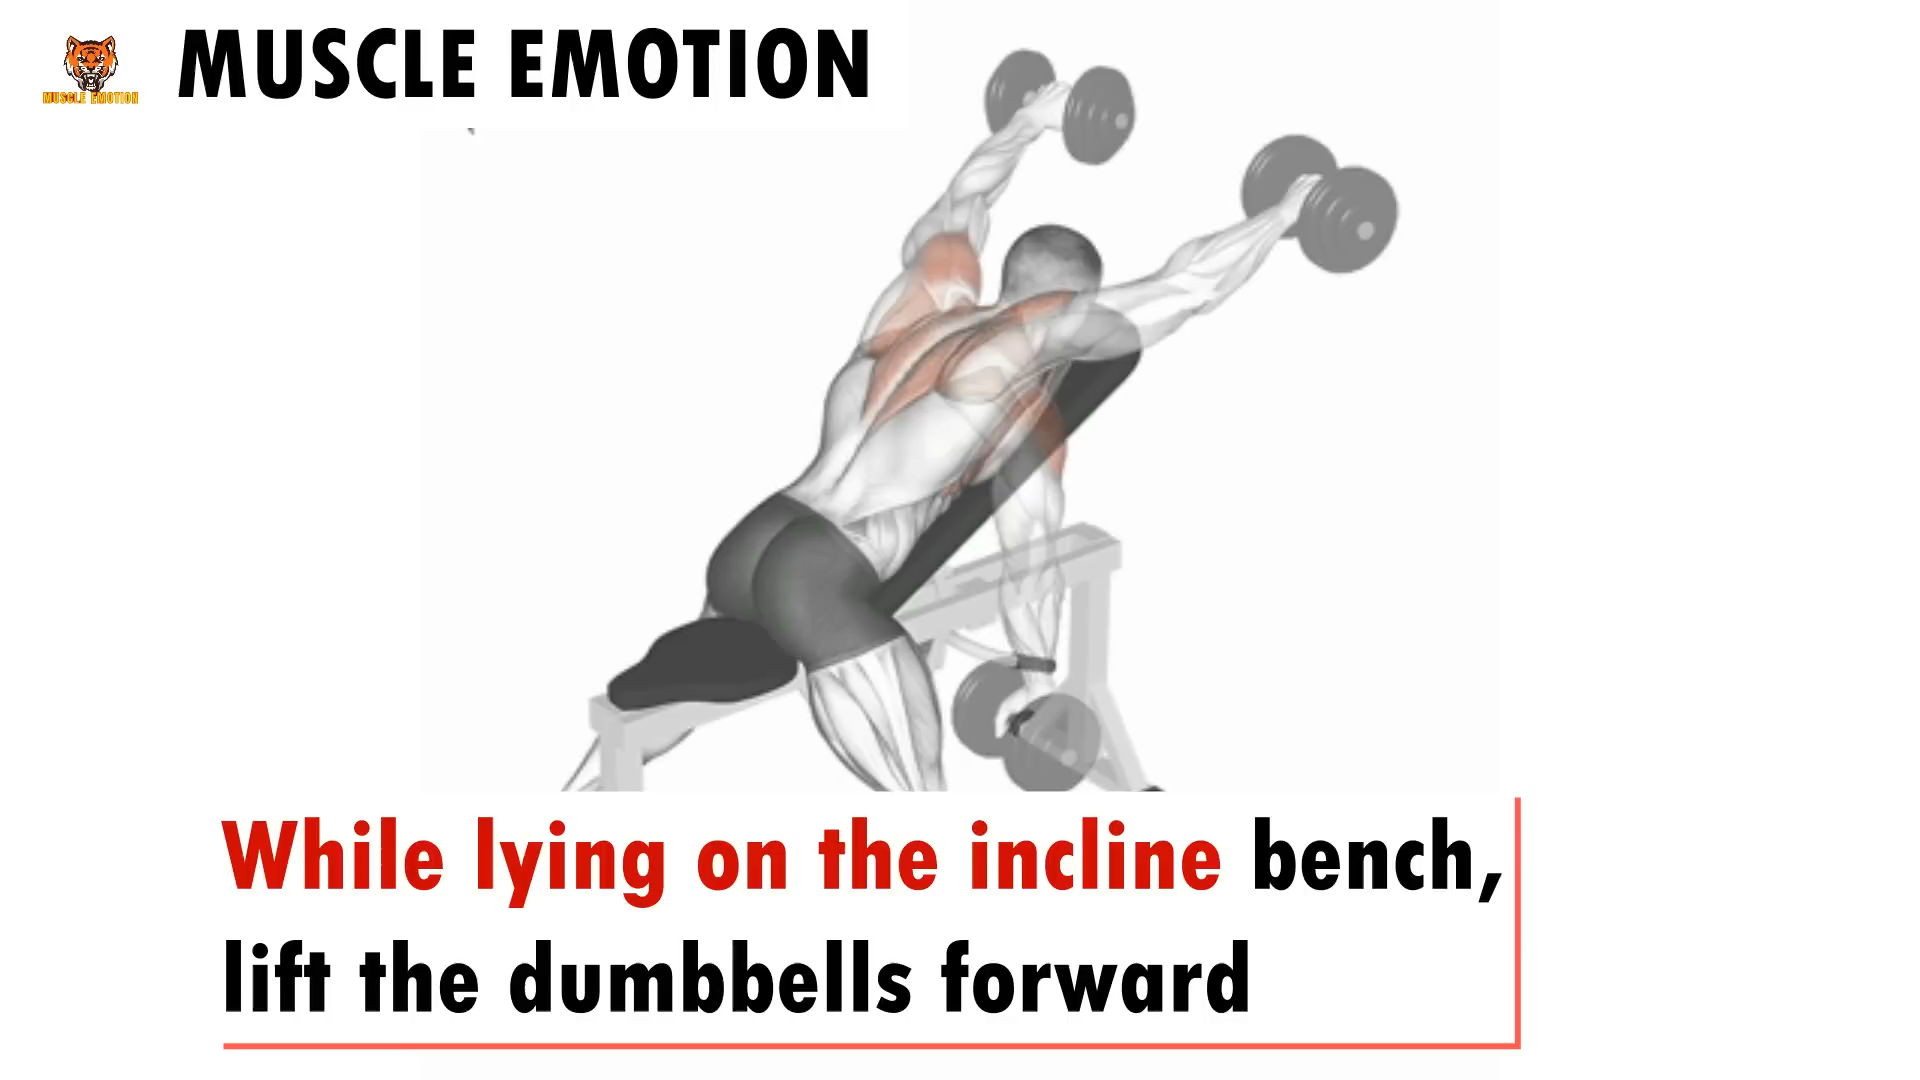 MUSCLE EMOTION
MUSCLE EMOTION
While lying on the incline bench,
lift the dumbbells forward